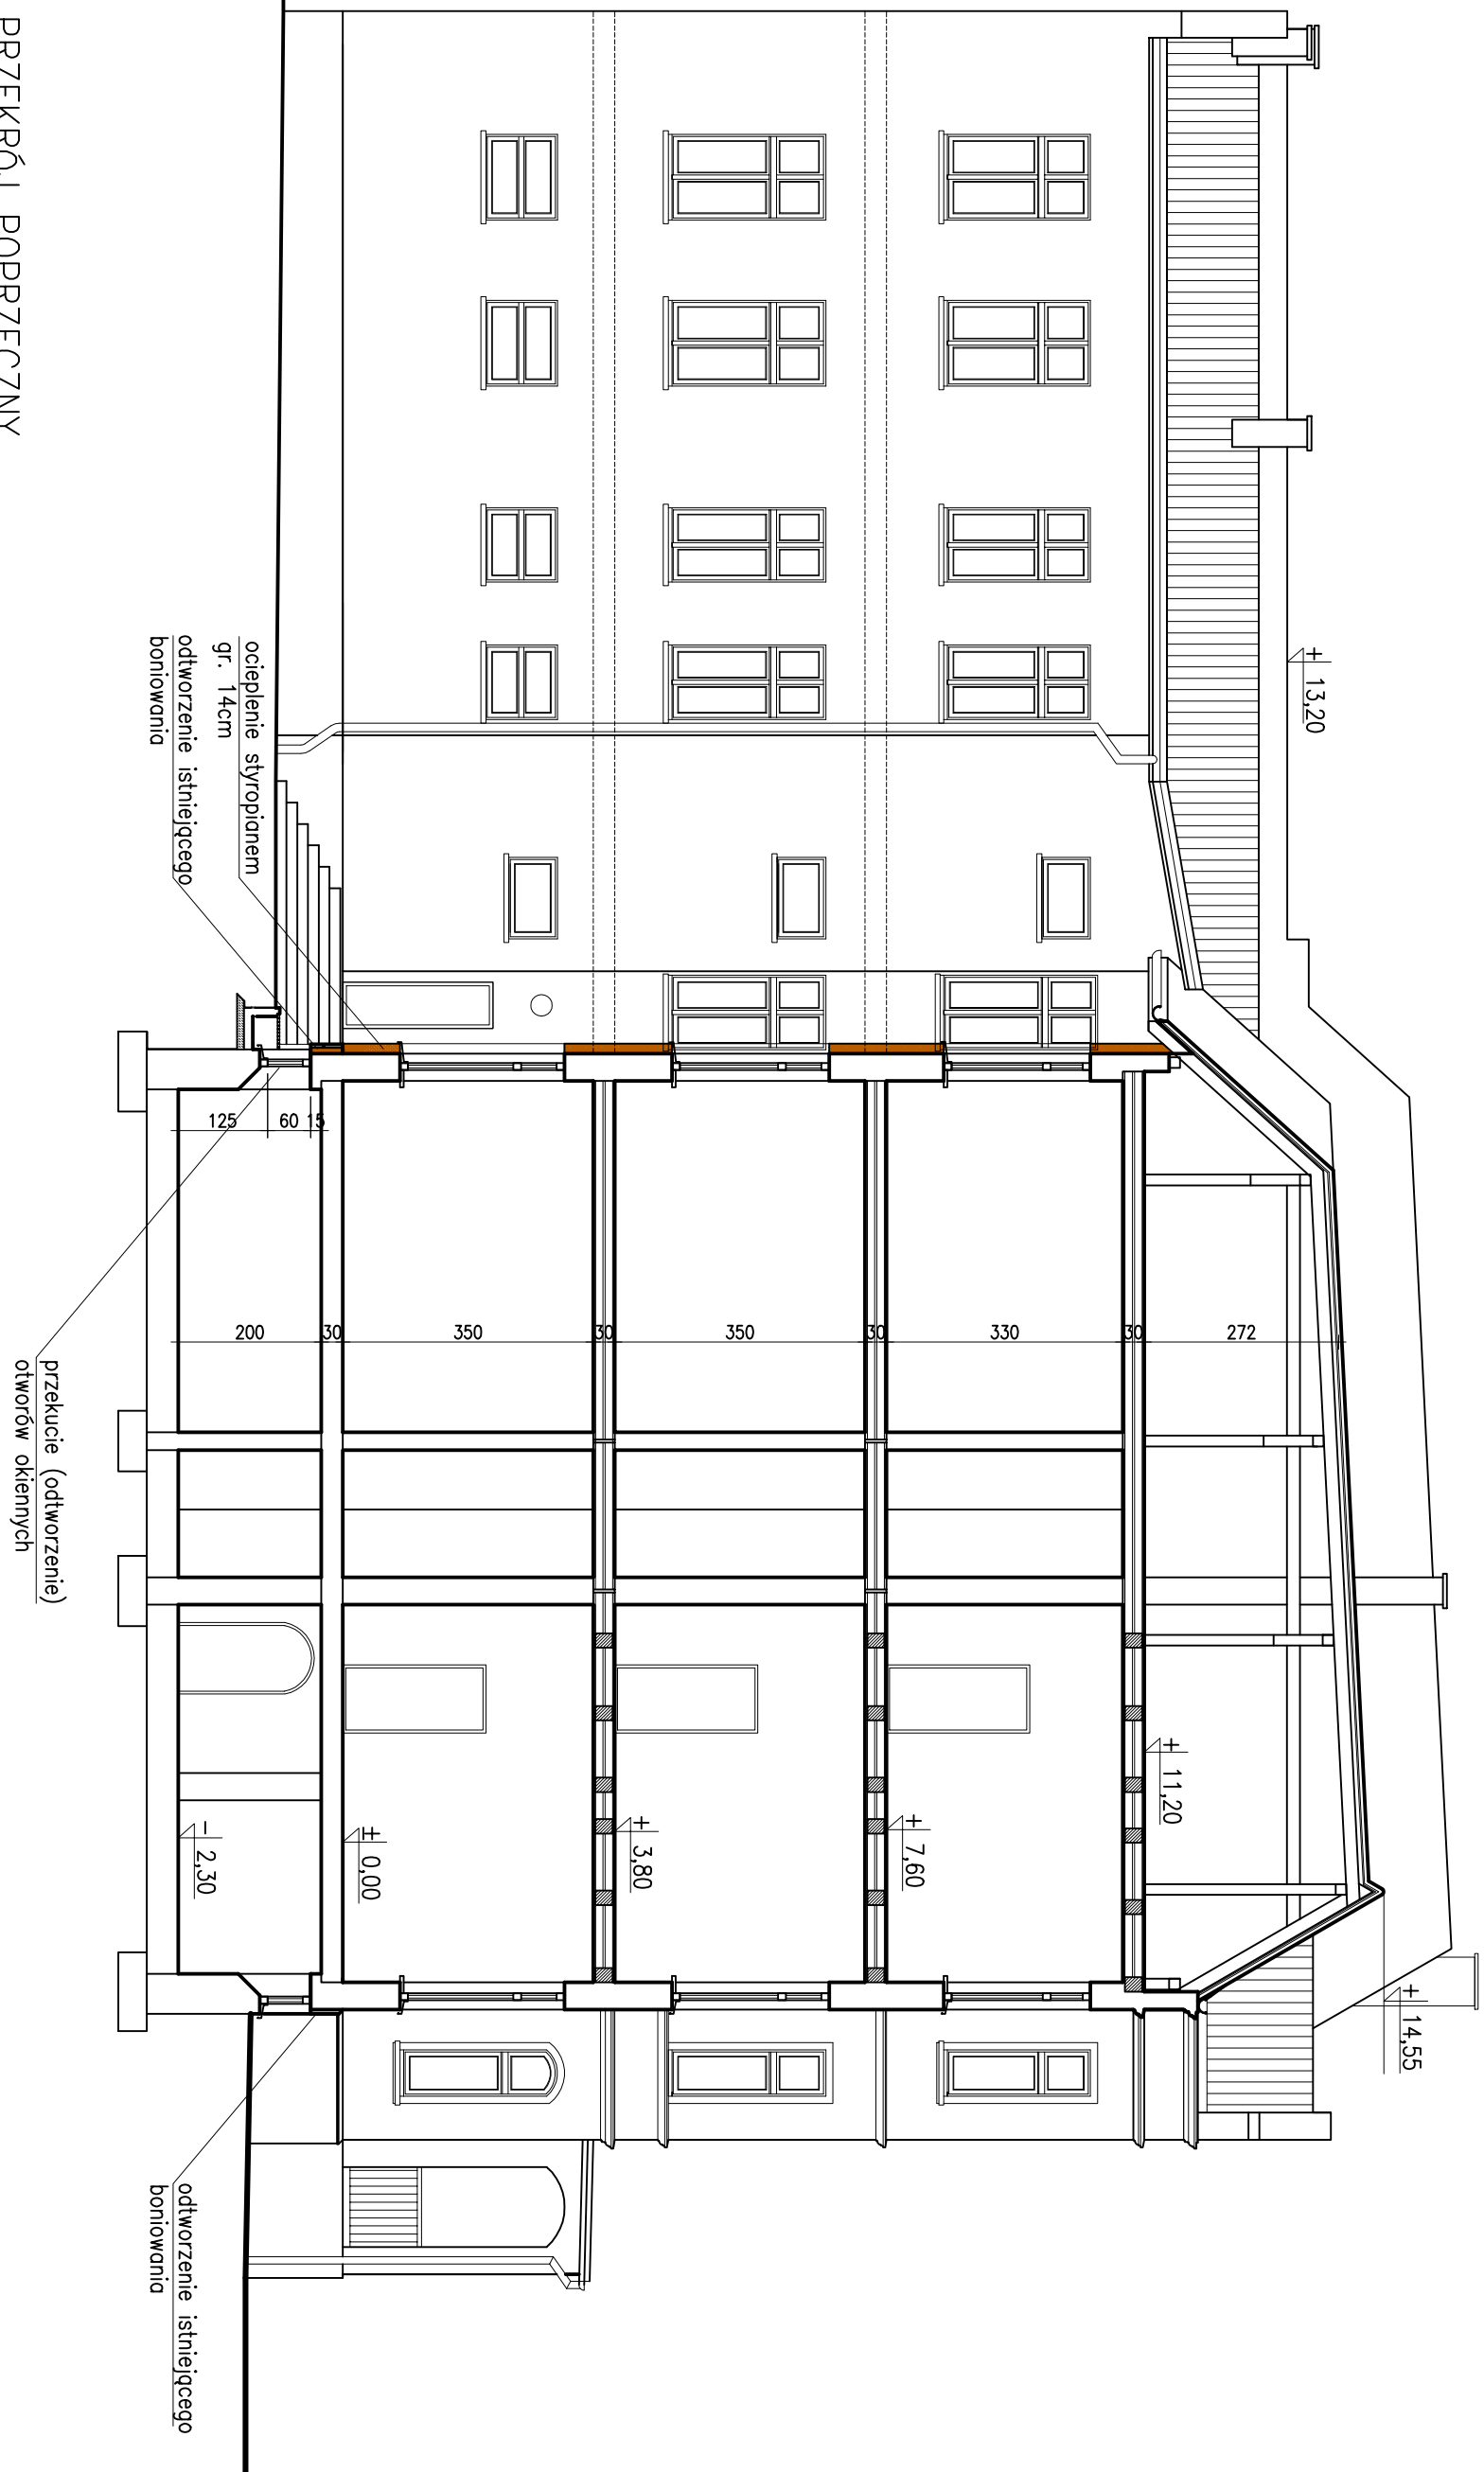 PRZEKRÓJ POPRZECZNY
± 13,20
ocieplenie styropianem
gr. 14cm
odtworzenie istniejącego
boniowania
125 60 15
200 30 350 30 350 30 330 30 272
przekucie (odtworzenie)
otworów okiennych
± 11,20
+ 7,60
+ 3,80
± 0,00
- 2,30
+ 14,55
odtworzenie istniejącego
boniowania